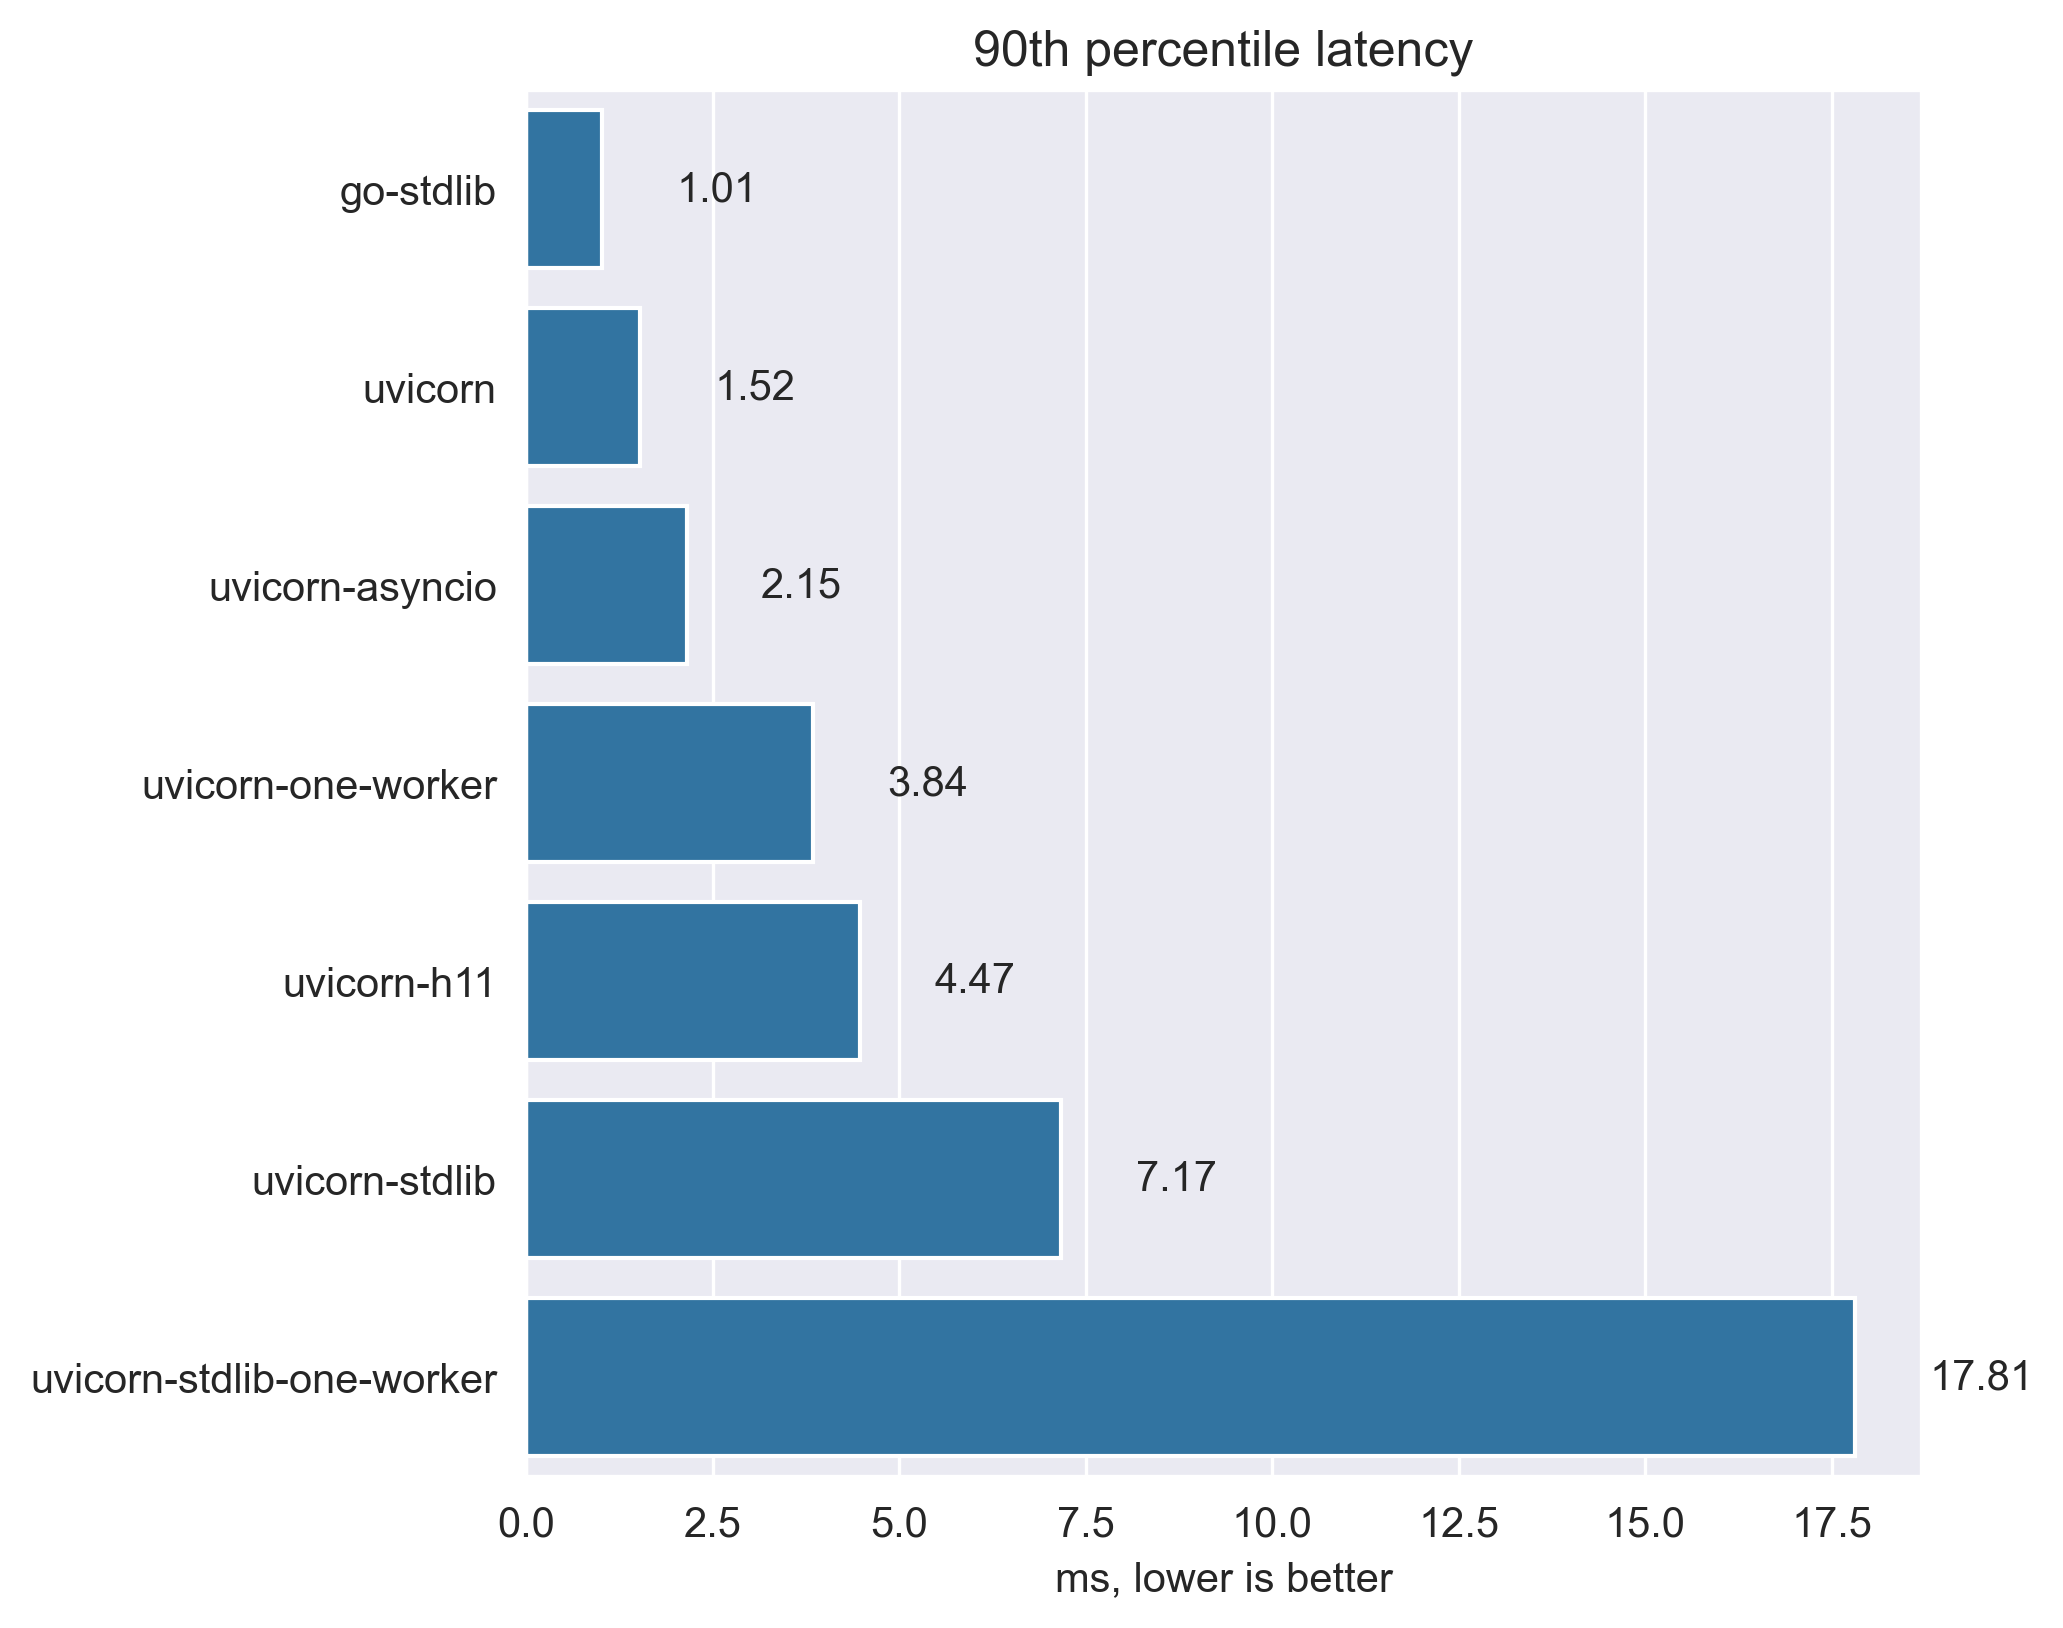 90th percentile latency
go-stdlib 1.01
uvicorn 1.52
uvicorn-asyncio 2.15
uvicorn-one-worker 3.84
uvicorn-h11 4.47
uvicorn-stdlib 7.17
uvicorn-stdlib-one-worker 17.81
0.0 2.5 5.0 7.5 10.0 12.5 15.0 17.5
ms, lower is better